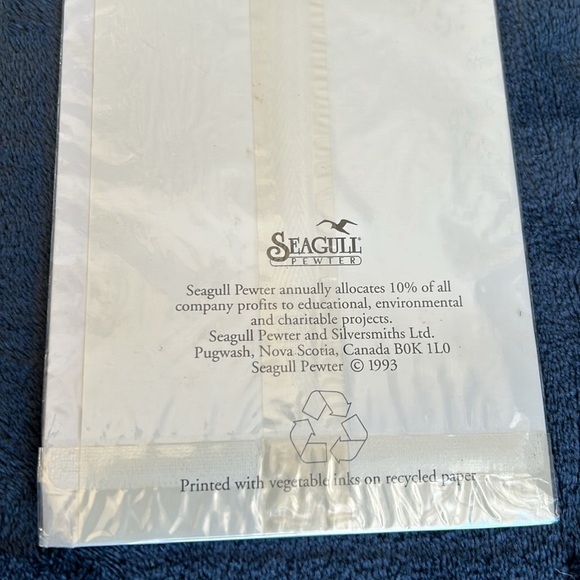 SEAGULL
PEWTER
Seagull Pewter annually allocates 10% of all
company profits to educational, environmental
and charitable projects.
Seagull Pewter and Silversmiths Ltd.
Pugwash, Nova Scotia, Canada B0K 1L0
Seagull Pewter © 1993
Printed with vegetable inks on recycled paper